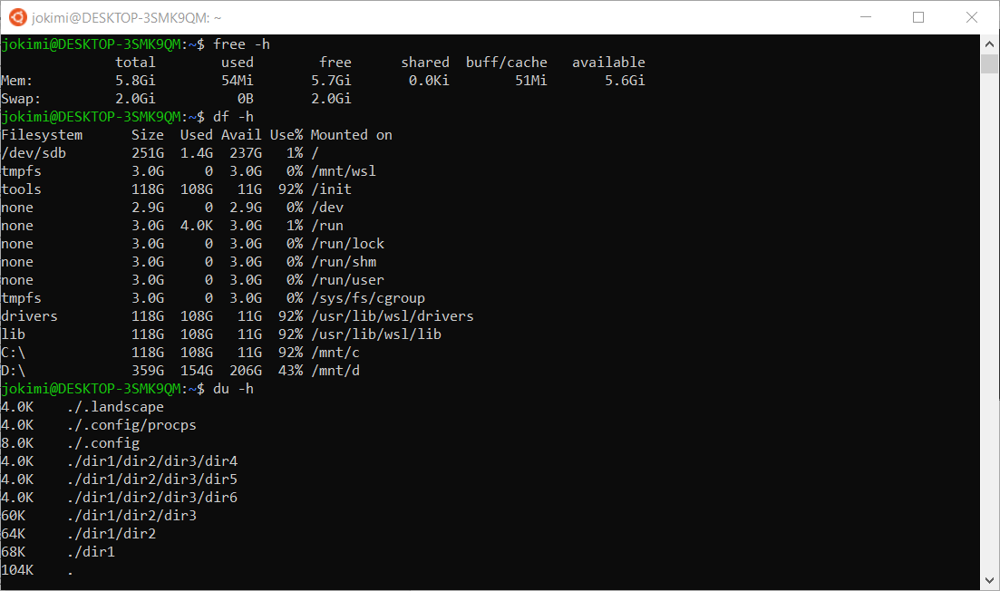 jokimi@DESKTOP-3SMK9QM: ~
jokimi@DESKTOP-3SMK9QM:~$ free -h
              total        used        free      shared  buff/cache   available
Mem:          5.8Gi        54Mi       5.7Gi       0.0Ki        51Mi       5.6Gi
Swap:         2.0Gi          0B       2.0Gi
jokimi@DESKTOP-3SMK9QM:~$ df -h
Filesystem      Size  Used Avail Use% Mounted on
/dev/sdb        251G  1.4G  237G   1% /
tmpfs           3.0G     0  3.0G   0% /mnt/wsl
tools           118G  108G   11G  92% /init
none            2.9G     0  2.9G   0% /dev
none            3.0G  4.0K  3.0G   1% /run
none            3.0G     0  3.0G   0% /run/lock
none            3.0G     0  3.0G   0% /run/shm
none            3.0G     0  3.0G   0% /run/user
tmpfs           3.0G     0  3.0G   0% /sys/fs/cgroup
drivers         118G  108G   11G  92% /usr/lib/wsl/drivers
lib             118G  108G   11G  92% /usr/lib/wsl/lib
C:\             118G  108G   11G  92% /mnt/c
D:\             359G  154G  206G  43% /mnt/d
jokimi@DESKTOP-3SMK9QM:~$ du -h
4.0K    ./.landscape
4.0K    ./.config/procps
8.0K    ./.config
4.0K    ./dir1/dir2/dir3/dir4
4.0K    ./dir1/dir2/dir3/dir5
4.0K    ./dir1/dir2/dir3/dir6
60K     ./dir1/dir2/dir3
64K     ./dir1/dir2
68K     ./dir1
104K    .